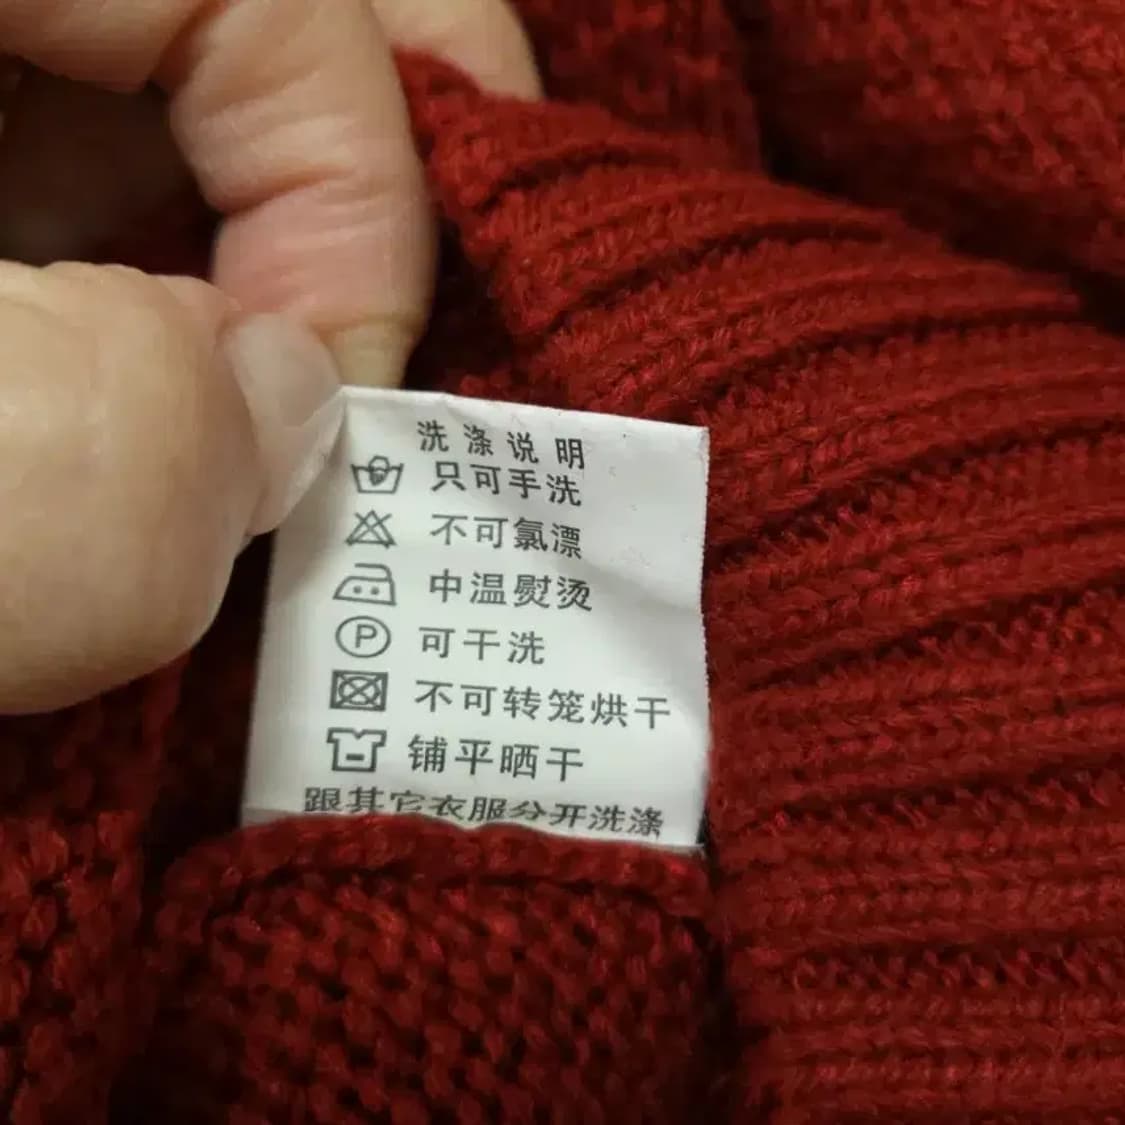 洗涤说明
只可手洗
不可氯漂
中温熨烫
P 可干洗
不可转笼烘干
铺平晒干
跟其它衣服分开洗涤